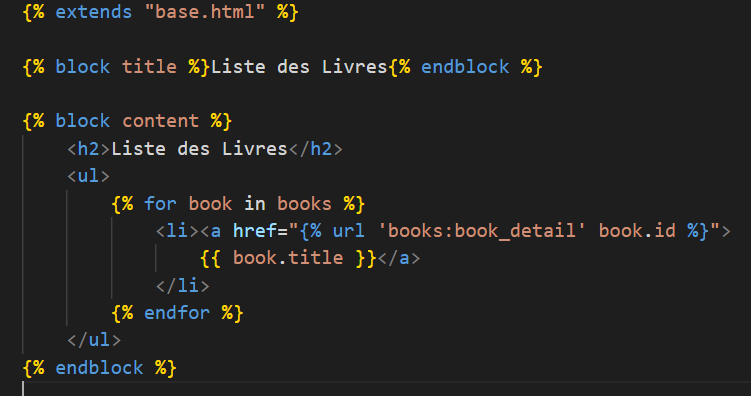 {% extends "base.html" %}
{% block title %}Liste des Livres{% endblock %}
{% block content %}
<h2>Liste des Livres</h2>
<ul>
{% for book in books %}
<li><a href="{% url 'books:book_detail' book.id %}">
{{ book.title }}</a>
</li>
{% endfor %}
</ul>
{% endblock %}